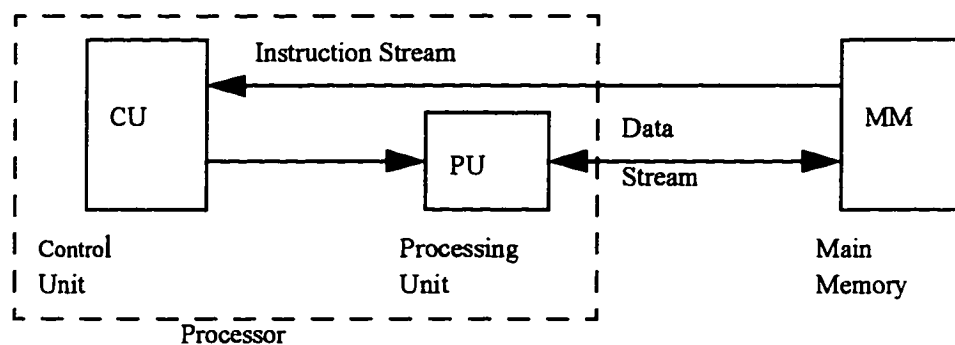 Instruction Stream
CU
MM
Data
PU
Stream
Control
Unit
Processing
Unit
Main
Memory
Processor